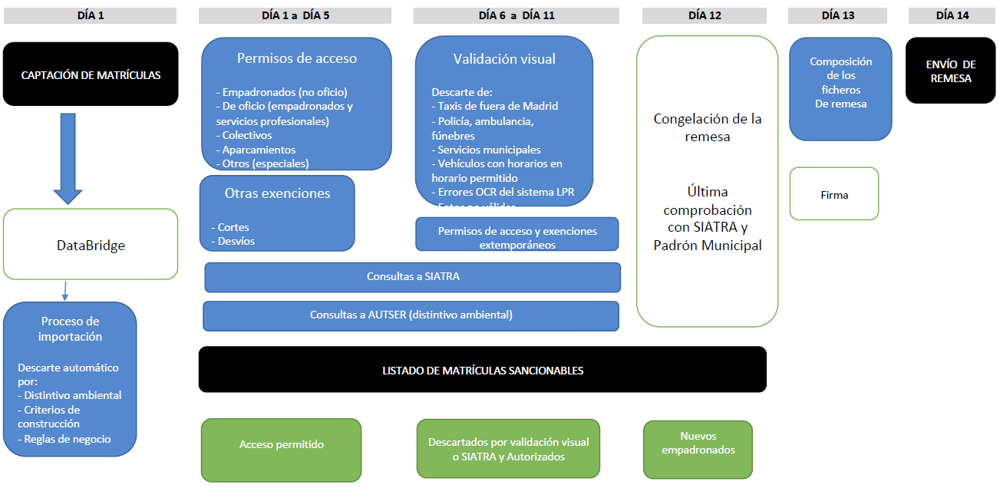 DÍA 1
DÍA 1 a DÍA 5
DÍA 6 a DÍA 11
DÍA 12
DÍA 13
DÍA 14
CAPTACIÓN DE MATRÍCULAS
DataBridge
Proceso de
importación
Descarte automático
por:
- Distintivo ambiental
- Criterios de
construcción
- Reglas de negocio
Permisos de acceso
- Empadronados (no oficio)
- De oficio (empadronados y
servicios profesionales)
- Colectivos
- Aparcamientos
- Otros (especiales)
Otras exenciones
- Cortes
- Desvíos
Validación visual
Descarte de:
- Taxis de fuera de Madrid
- Policía, ambulancia,
fúnebres
- Servicios municipales
- Vehículos con horarios en
horario permitido
- Errores OCR del sistema LPR
- Fotos no válidas
Permisos de acceso y exenciones
extemporáneos
Consultas a SIATRA
Consultas a AUTSER (distintivo ambiental)
Congelación de la
remesa
Última
comprobación
con SIATRA y
Padrón Municipal
Composición
de los
ficheros
De remesa
Firma
ENVÍO DE
REMESA
LISTADO DE MATRÍCULAS SANCIONABLES
Acceso permitido
Descartados por validación visual
o SIATRA y Autorizados
Nuevos
empadronados